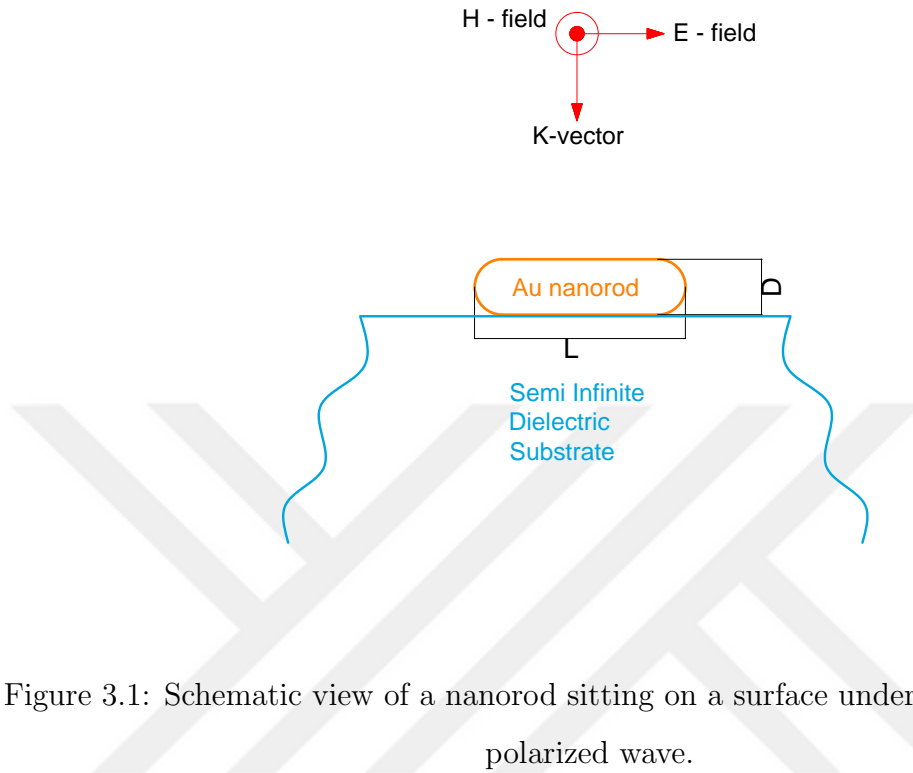 H - field
E - field
K-vector
Au nanorod
D
L
Semi Infinite
Dielectric
Substrate
Figure 3.1: Schematic view of a nanorod sitting on a surface under
polarized wave.